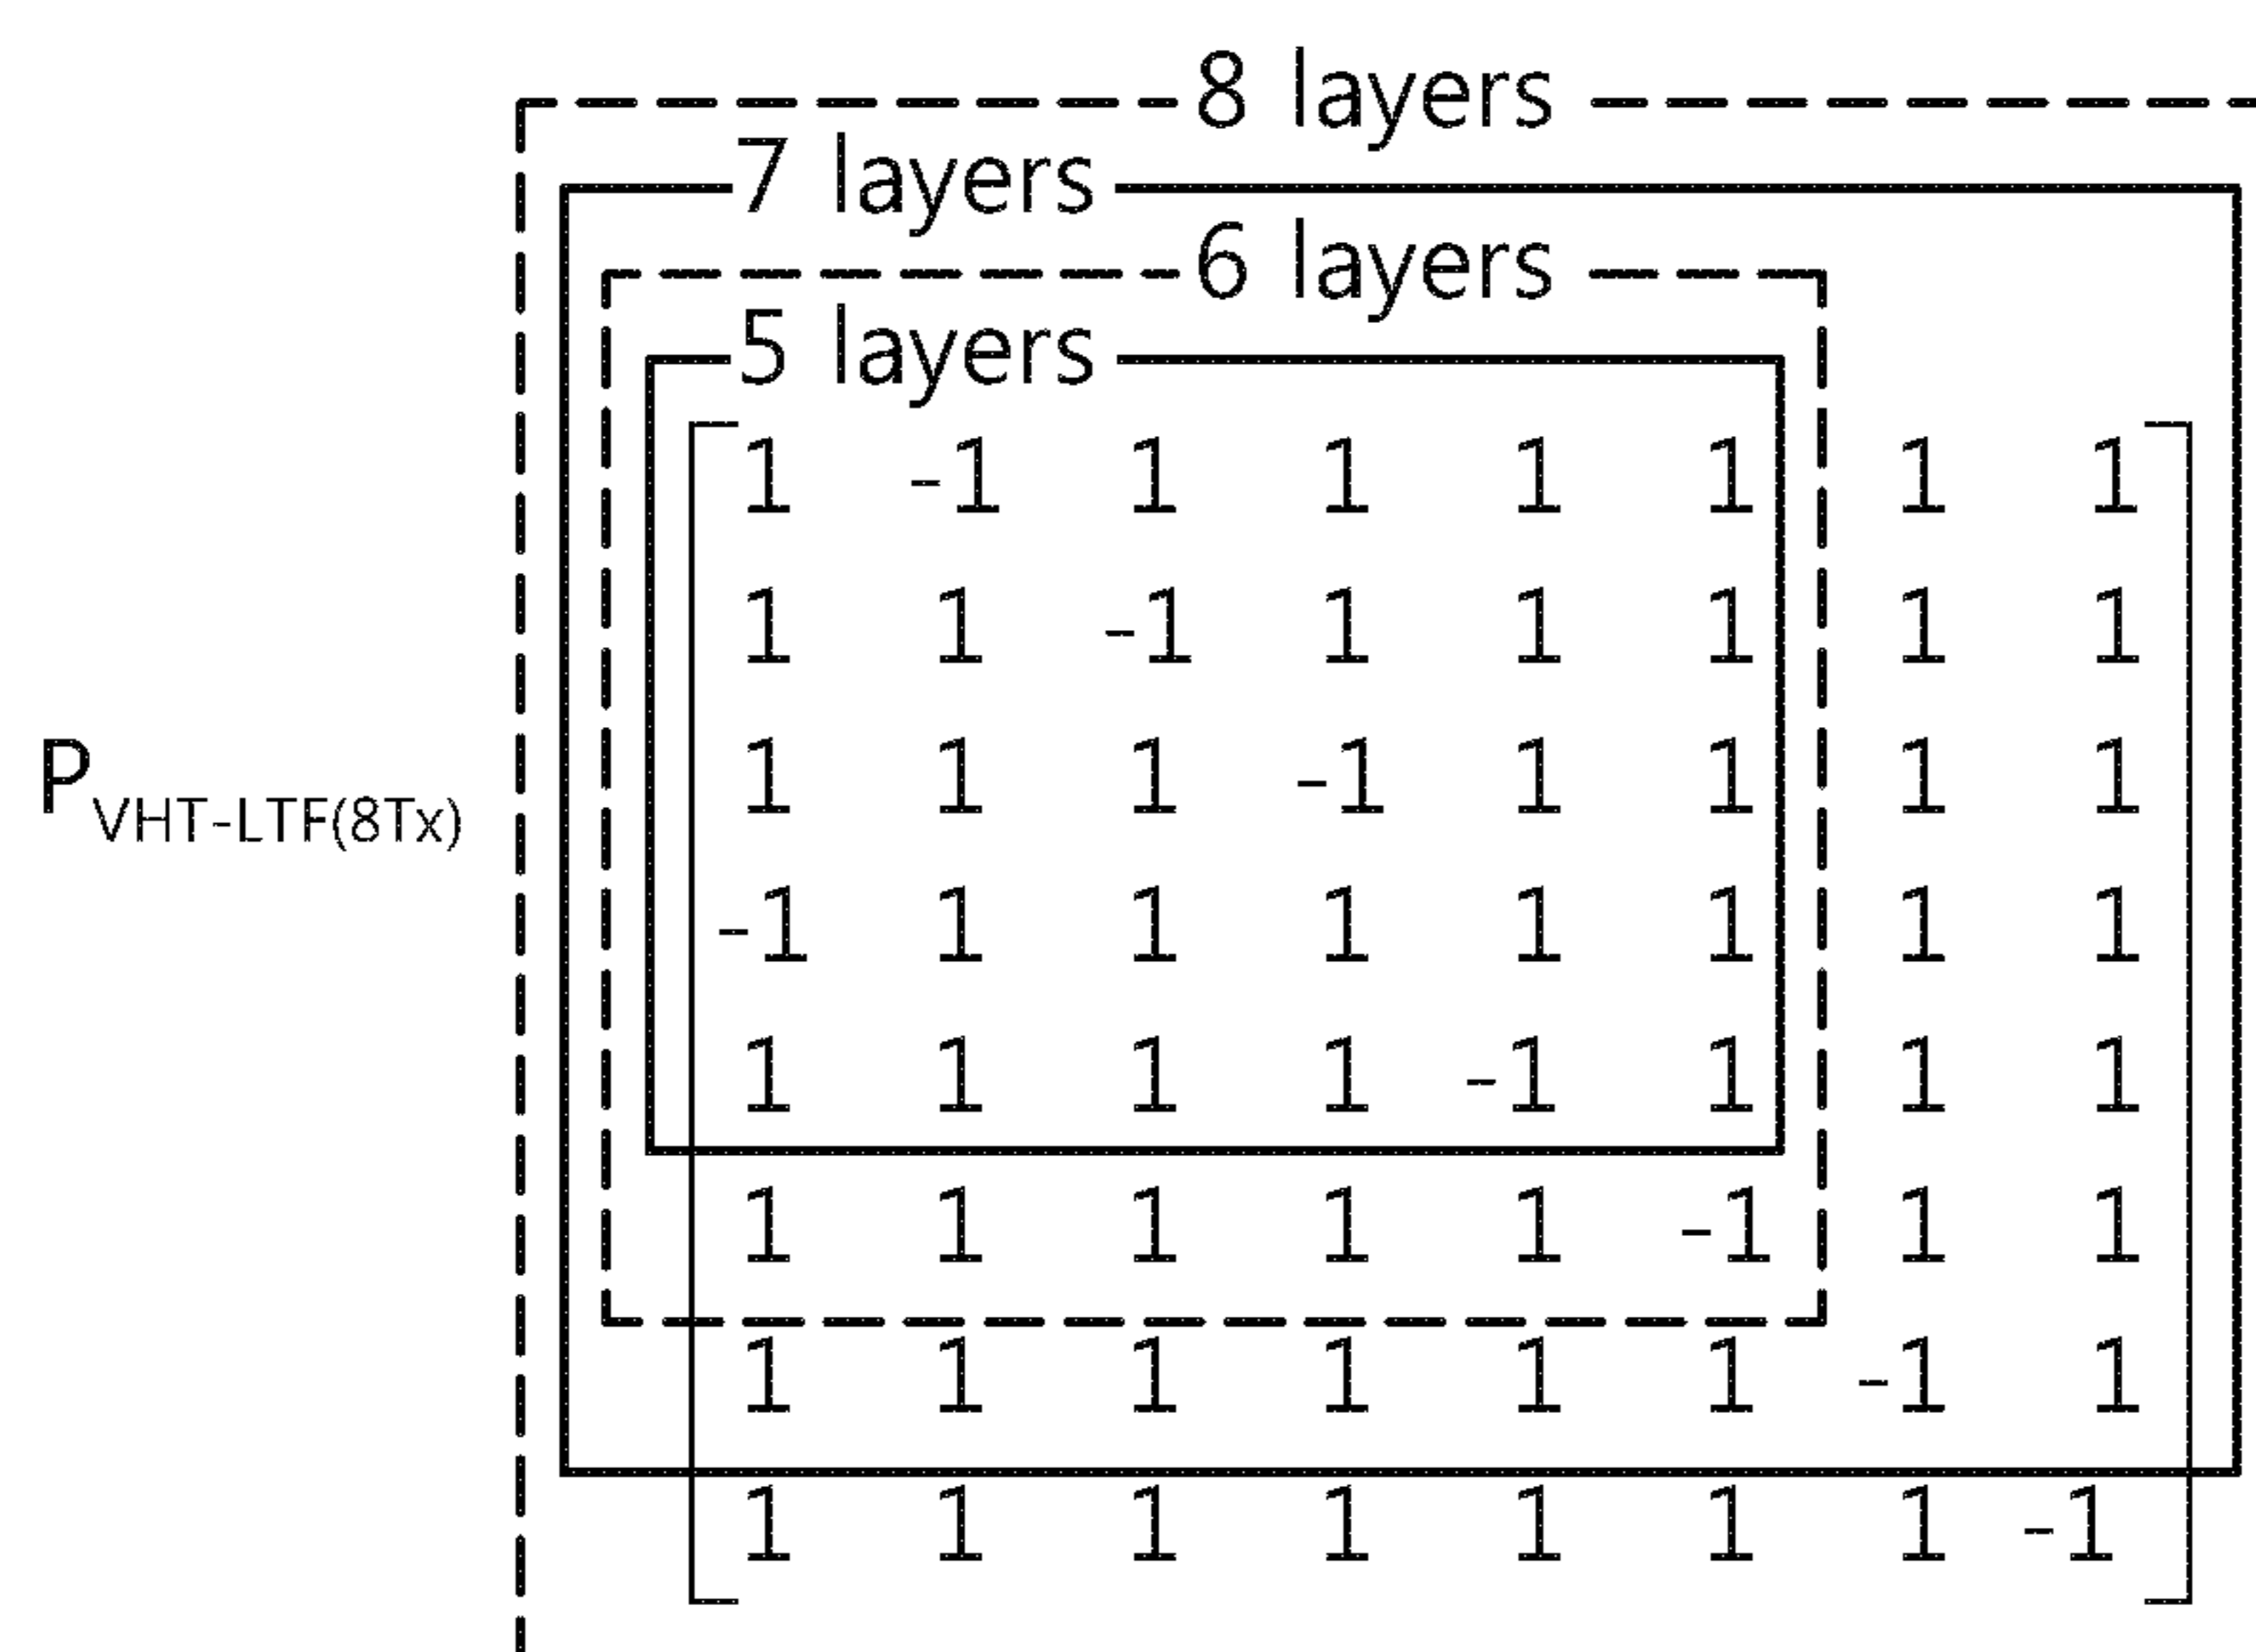 8 layers
7 layers
6 layers
5 layers
1 -1 1 1 1 1 1 1
1 1 -1 1 1 1 1 1
1 1 1 -1 1 1 1 1
P VHT-LTF(8Tx)
-1 1 1 1 1 1 1 1
1 1 1 1 -1 1 1 1
1 1 1 1 1 -1 1 1
1 1 1 1 1 1 -1 1
1 1 1 1 1 1 1 -1